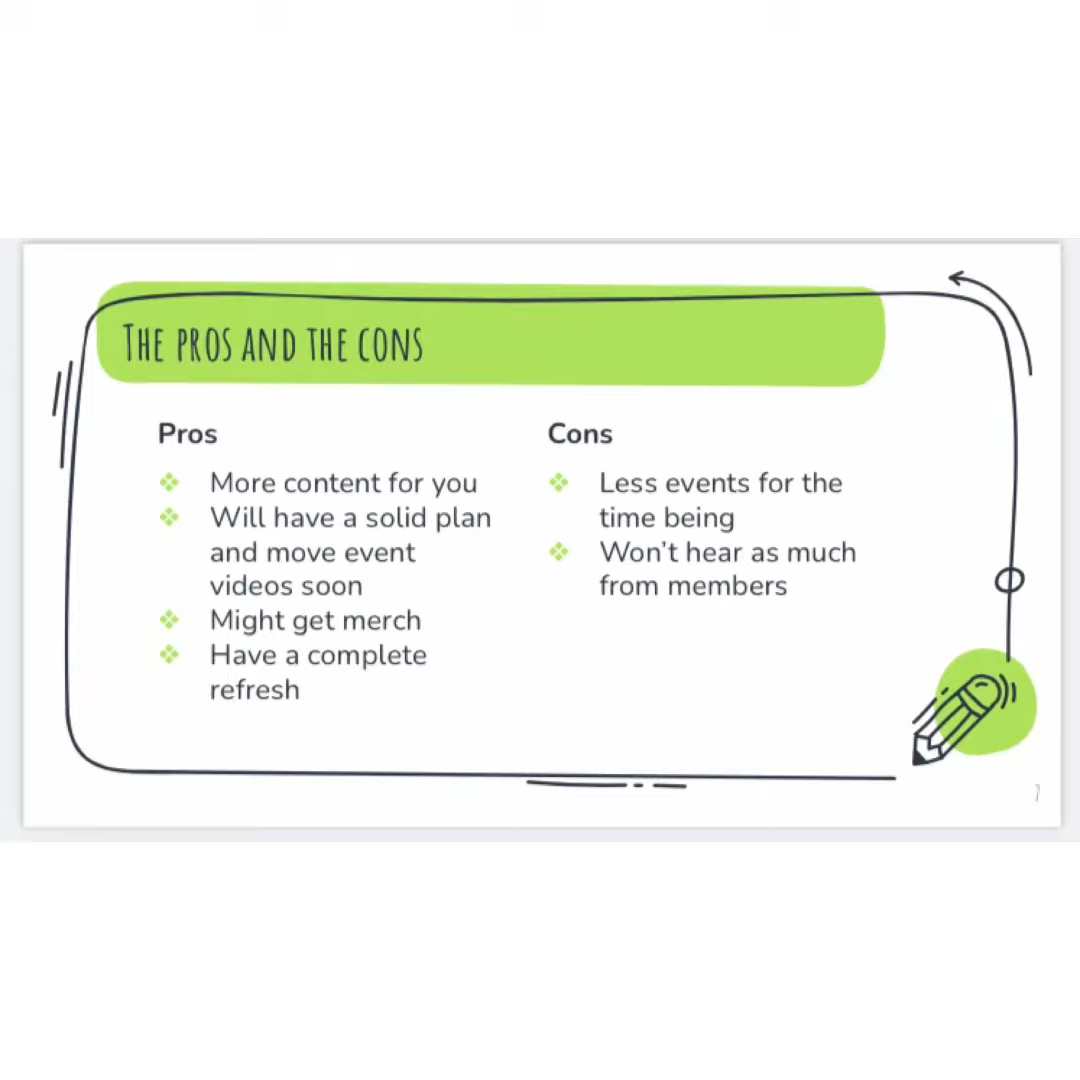 The pros and the cons
Pros
More content for you
Will have a solid plan
and move event
videos soon
Might get merch
Have a complete
refresh
Cons
Less events for the
time being
Won't hear as much
from members
7